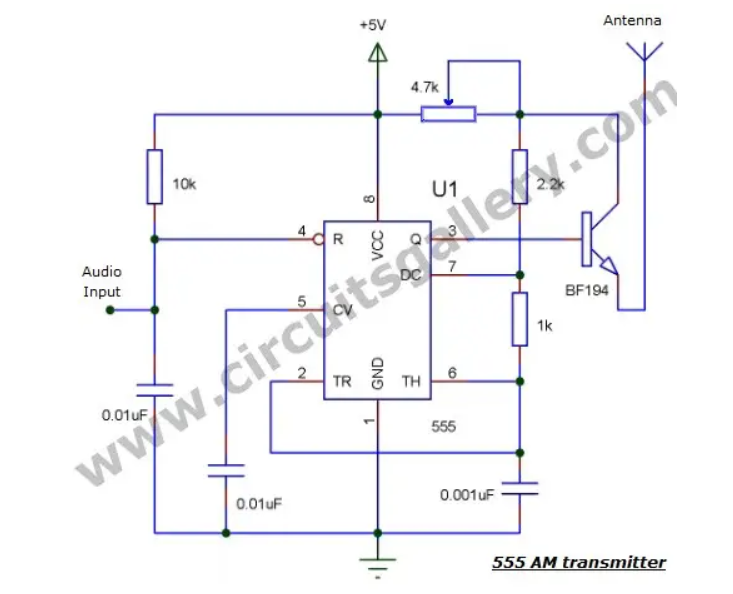 Antenna
+5V
4.7k
10k
8
U1
2.2k
4
R
VCC
Q
3
Audio
Input
DC
7
BF194
5
CV
1k
2
TR
GND
TH
6
0.01uF
1
555
0.001uF
0.01uF
555 AM transmitter
www.circuitsgallery.com